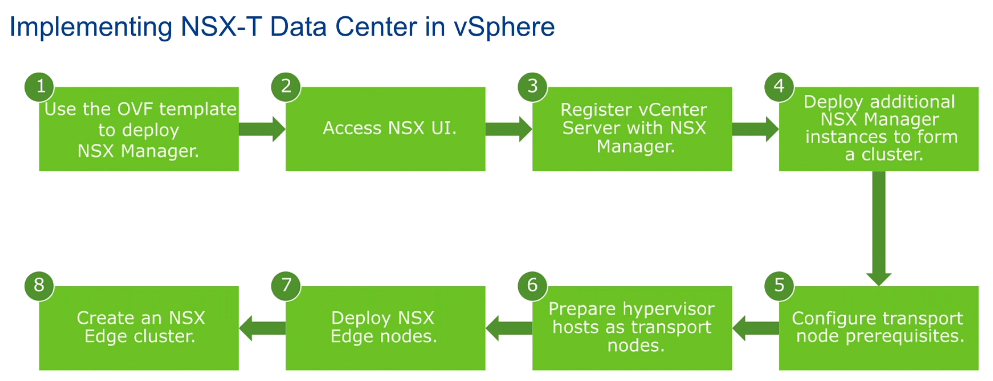 Implementing NSX-T Data Center in vSphere
1
Use the OVF template
to deploy
NSX Manager.
2
Access NSX UI.
3
Register vCenter
Server with NSX
Manager.
4
Deploy additional
NSX Manager
instances to form
a cluster.
5
Configure transport
node prerequisites.
6
Prepare hypervisor
hosts as transport
nodes.
7
Deploy NSX
Edge nodes.
8
Create an NSX
Edge cluster.